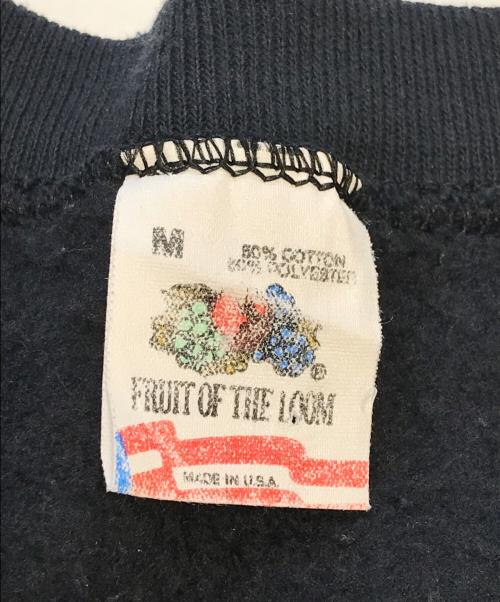 M
50% COTTON
50% POLYESTER
®
FRUIT OF THE LOOM
MADE IN U.S.A.